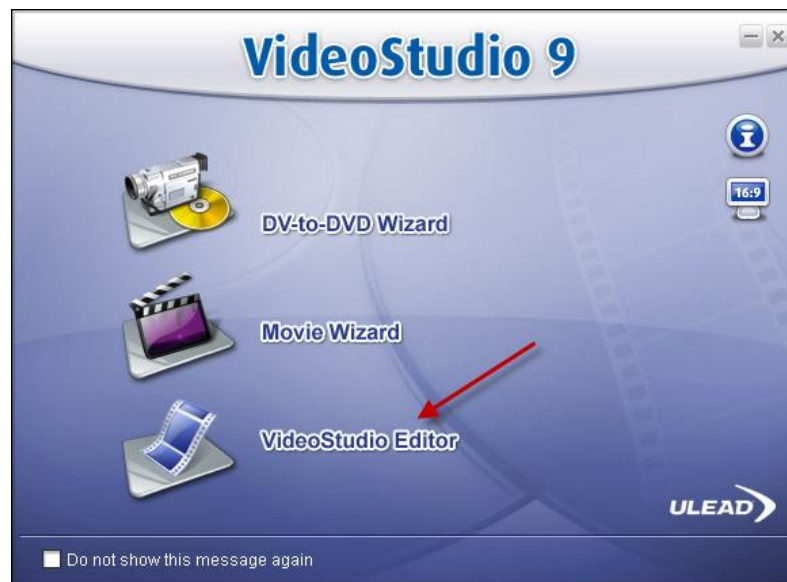 VideoStudio 9
16:9
DV-to-DVD Wizard
Movie Wizard
VideoStudio Editor
ULEAD
Do not show this message again